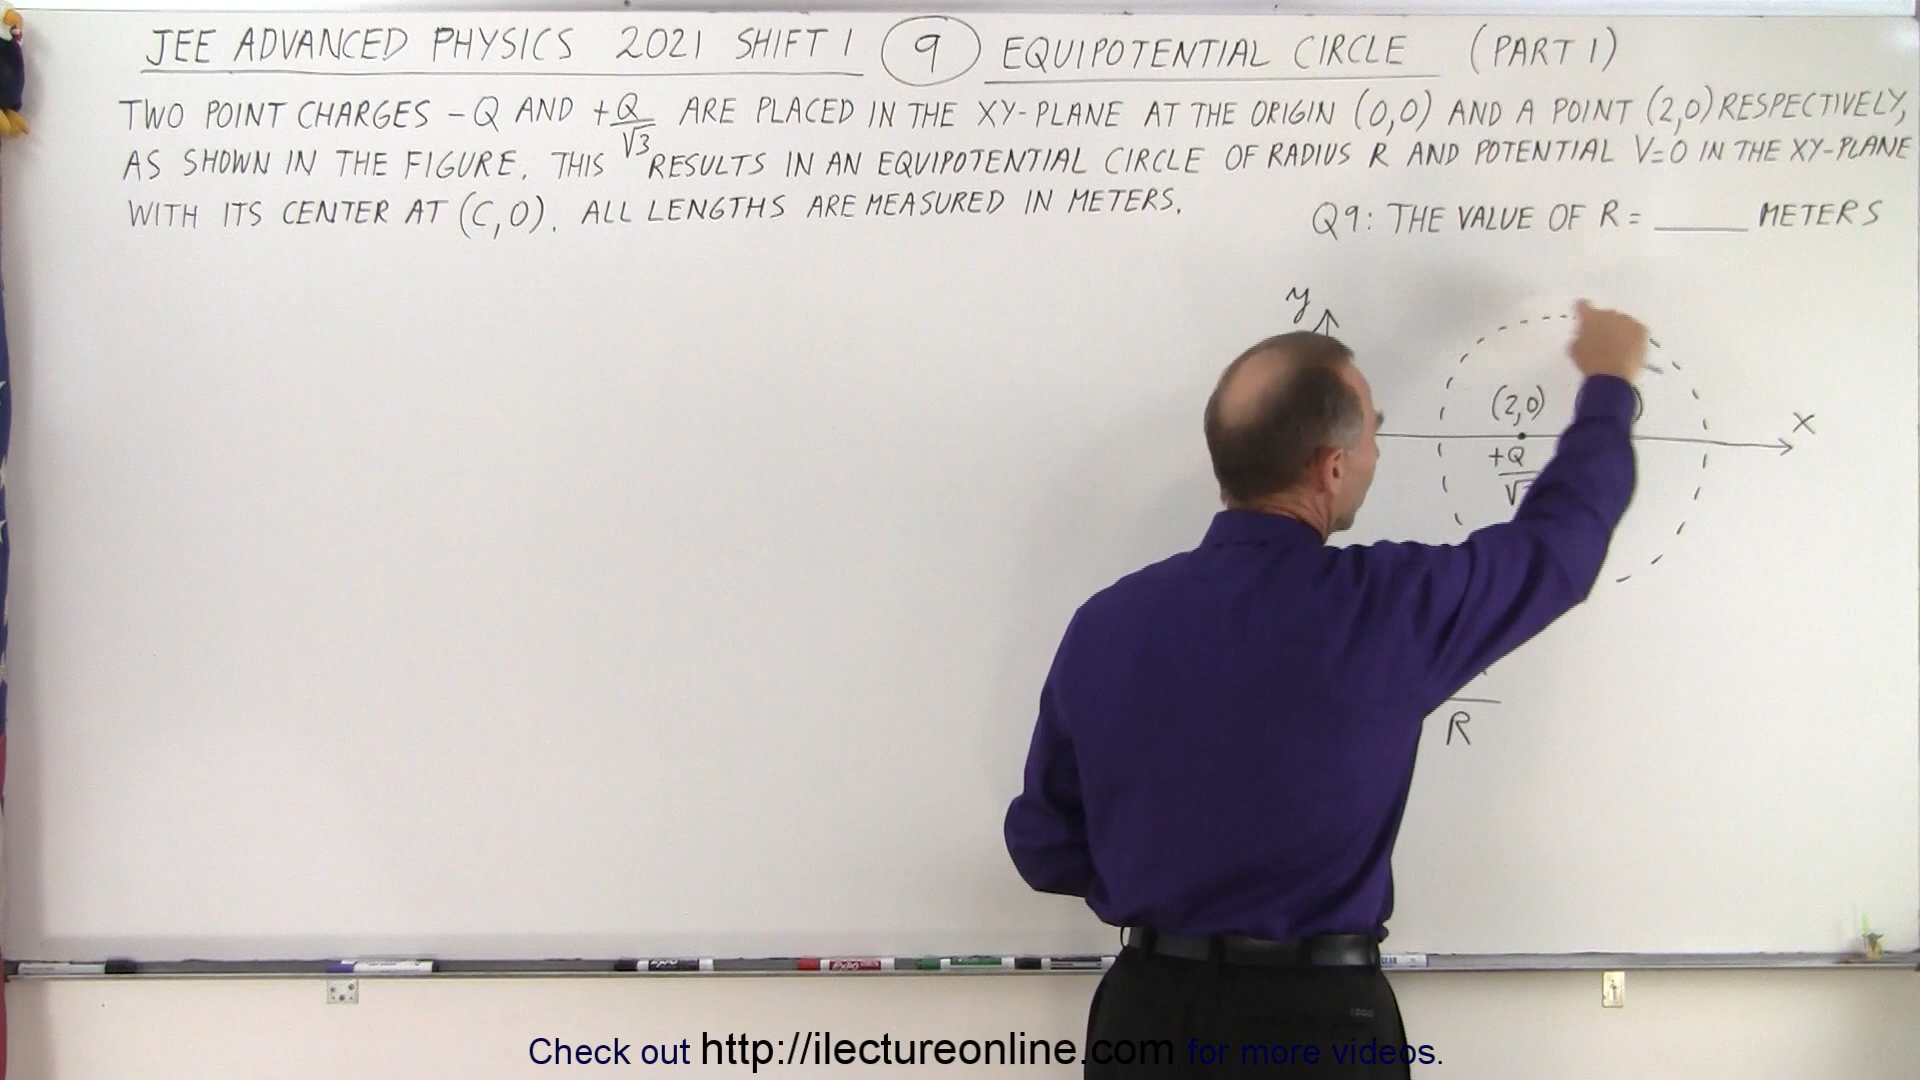 JEE ADVANCED PHYSICS 2021 SHIFT 1 9 EQUIPOTENTIAL CIRCLE (PART 1)
TWO POINT CHARGES -Q AND +Q/√3 ARE PLACED IN THE XY-PLANE AT THE ORIGIN (0,0) AND A POINT (2,0) RESPECTIVELY,
AS SHOWN IN THE FIGURE. THIS RESULTS IN AN EQUIPOTENTIAL CIRCLE OF RADIUS R AND POTENTIAL V=0 IN THE XY-PLANE
WITH ITS CENTER AT (C,0). ALL LENGTHS ARE MEASURED IN METERS.
Q9: THE VALUE OF R = ______ METERS
y
(2,0)
X
+Q
R
Check out http://ilectureonline.com for more videos.